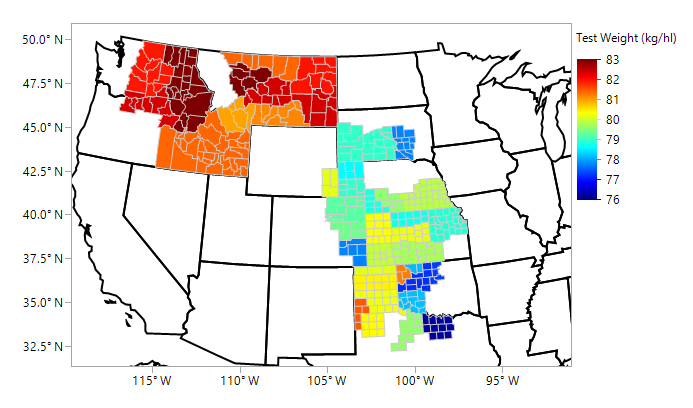 Test Weight (kg/hl)
83
82
81
80
79
78
77
76
50.0° N
47.5° N
45.0° N
42.5° N
40.0° N
37.5° N
35.0° N
32.5° N
115° W
110° W
105° W
100° W
95° W